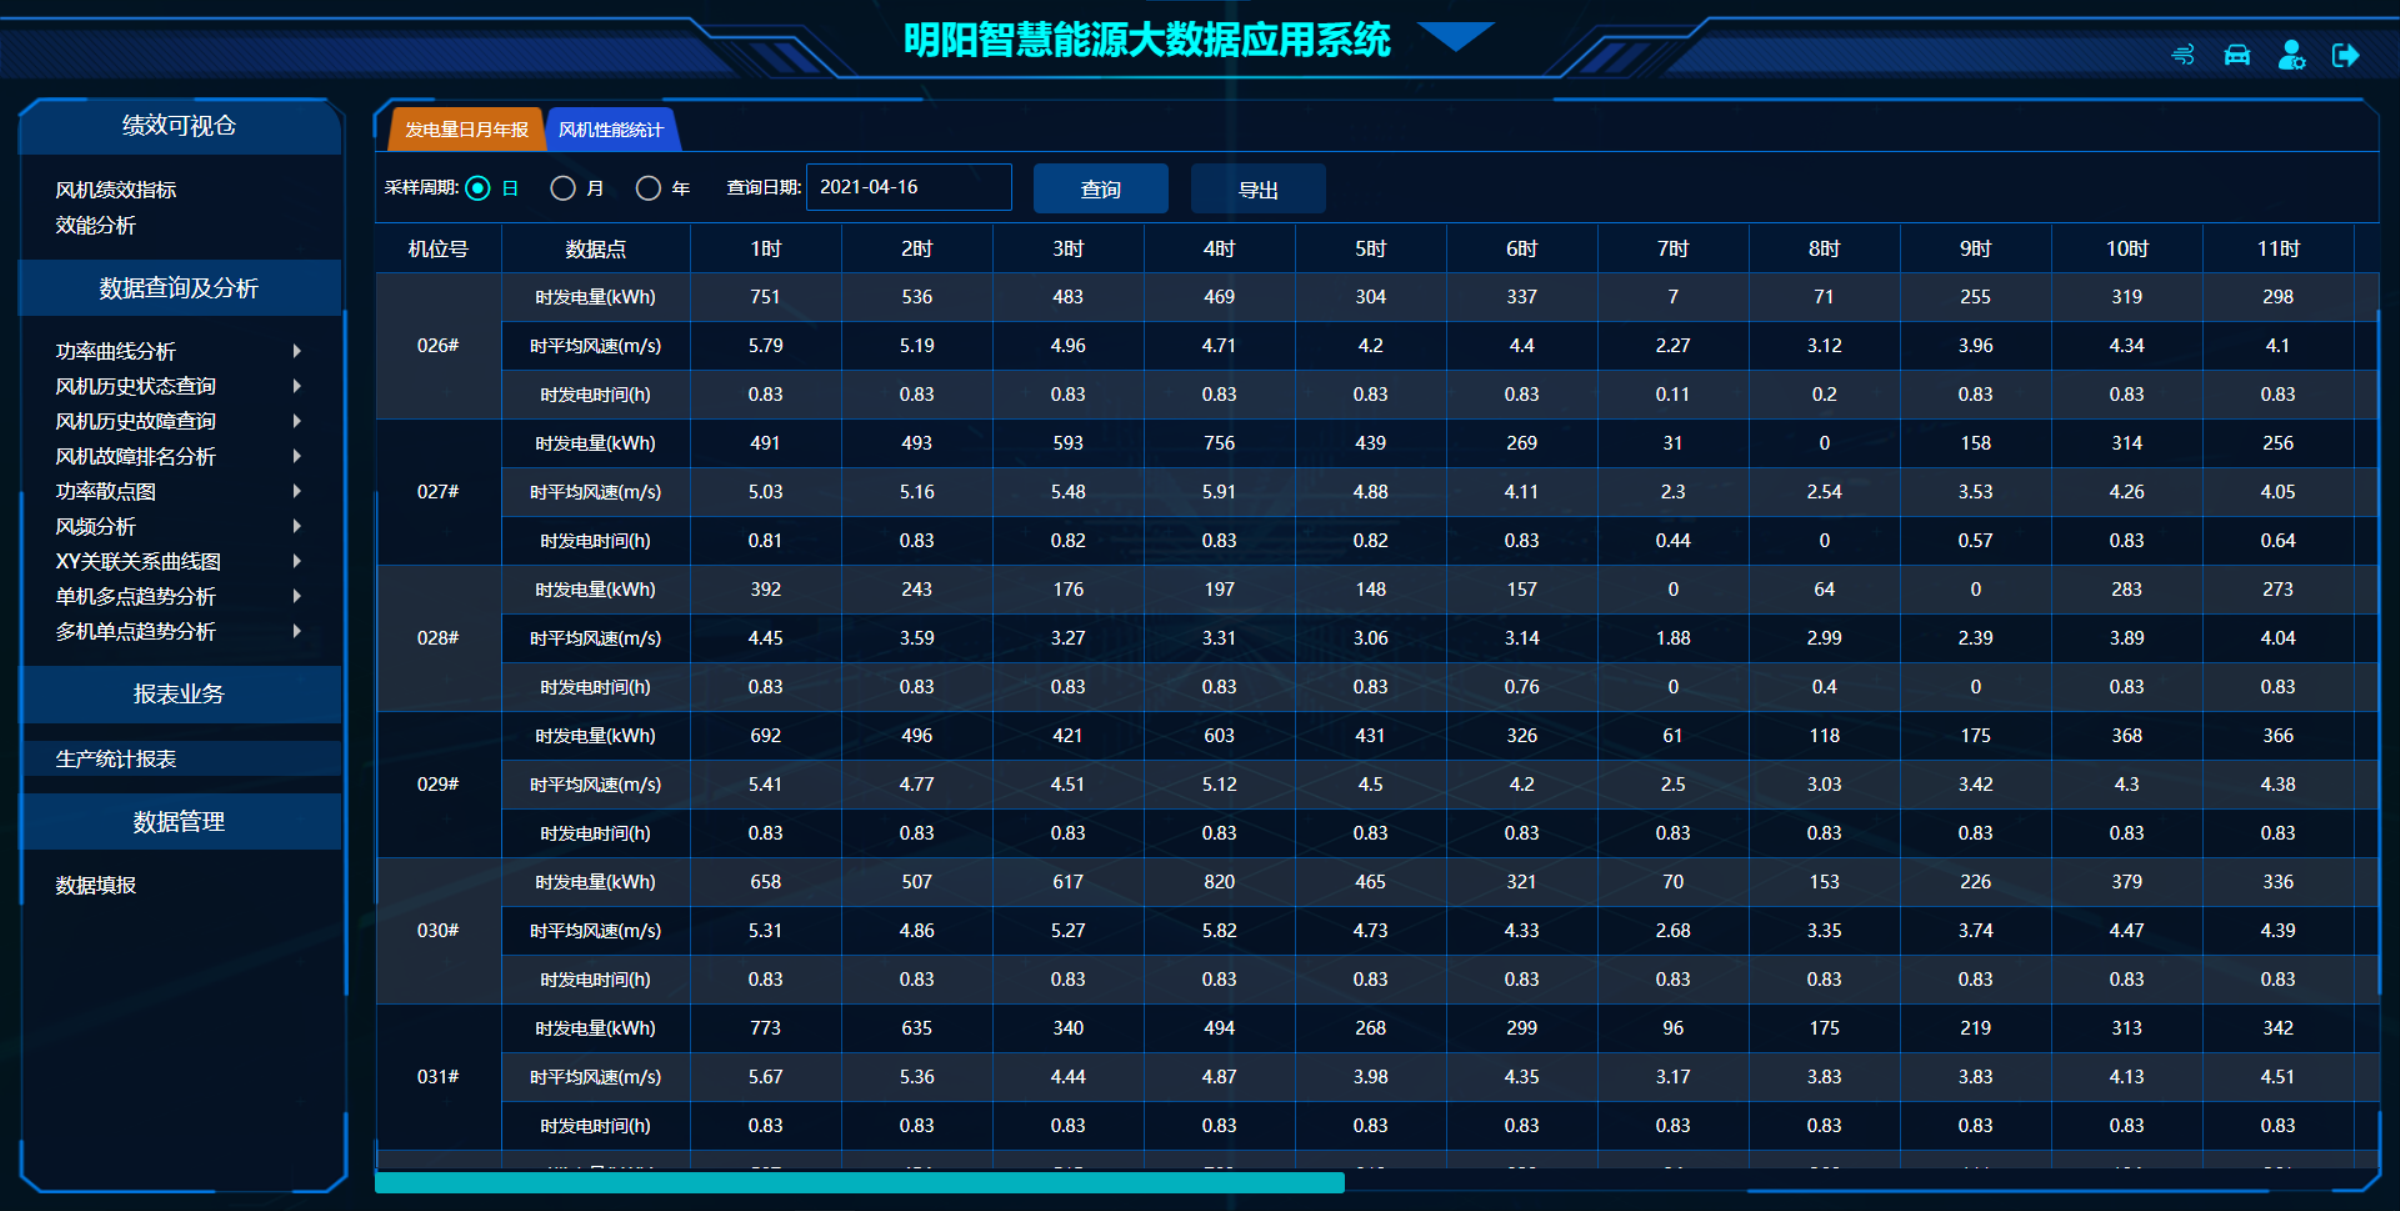 明阳智慧能源大数据应用系统
绩效可视仓
风机绩效指标
效能分析
数据查询及分析
功率曲线分析
风机历史状态查询
风机历史故障查询
风机故障排名分析
功率散点图
风频分析
XY关联关系曲线图
单机多点趋势分析
多机单点趋势分析
报表业务
生产统计报表
数据管理
数据填报
发电量日月年报 风机性能统计
采样周期: 日 月 年 查询日期: 2021-04-16 查询 导出
机位号 数据点 1时 2时 3时 4时 5时 6时 7时 8时 9时 10时 11时
时发电量(kWh) 751 536 483 469 304 337 7 71 255 319 298
026# 时平均风速(m/s) 5.79 5.19 4.96 4.71 4.2 4.4 2.27 3.12 3.96 4.34 4.1
时发电时间(h) 0.83 0.83 0.83 0.83 0.83 0.83 0.11 0.2 0.83 0.83 0.83
时发电量(kWh) 491 493 593 756 439 269 31 0 158 314 256
027# 时平均风速(m/s) 5.03 5.16 5.48 5.91 4.88 4.11 2.3 2.54 3.53 4.26 4.05
时发电时间(h) 0.81 0.83 0.82 0.83 0.82 0.83 0.44 0 0.57 0.83 0.64
时发电量(kWh) 392 243 176 197 148 157 0 64 0 283 273
028# 时平均风速(m/s) 4.45 3.59 3.27 3.31 3.06 3.14 1.88 2.99 2.39 3.89 4.04
时发电时间(h) 0.83 0.83 0.83 0.83 0.83 0.76 0 0.4 0 0.83 0.83
时发电量(kWh) 692 496 421 603 431 326 61 118 175 368 366
029# 时平均风速(m/s) 5.41 4.77 4.51 5.12 4.5 4.2 2.5 3.03 3.42 4.3 4.38
时发电时间(h) 0.83 0.83 0.83 0.83 0.83 0.83 0.83 0.83 0.83 0.83 0.83
时发电量(kWh) 658 507 617 820 465 321 70 153 226 379 336
030# 时平均风速(m/s) 5.31 4.86 5.27 5.82 4.73 4.33 2.68 3.35 3.74 4.47 4.39
时发电时间(h) 0.83 0.83 0.83 0.83 0.83 0.83 0.83 0.83 0.83 0.83 0.83
时发电量(kWh) 773 635 340 494 268 299 96 175 219 313 342
031# 时平均风速(m/s) 5.67 5.36 4.44 4.87 3.98 4.35 3.17 3.83 3.83 4.13 4.51
时发电时间(h) 0.83 0.83 0.83 0.83 0.83 0.83 0.83 0.83 0.83 0.83 0.83